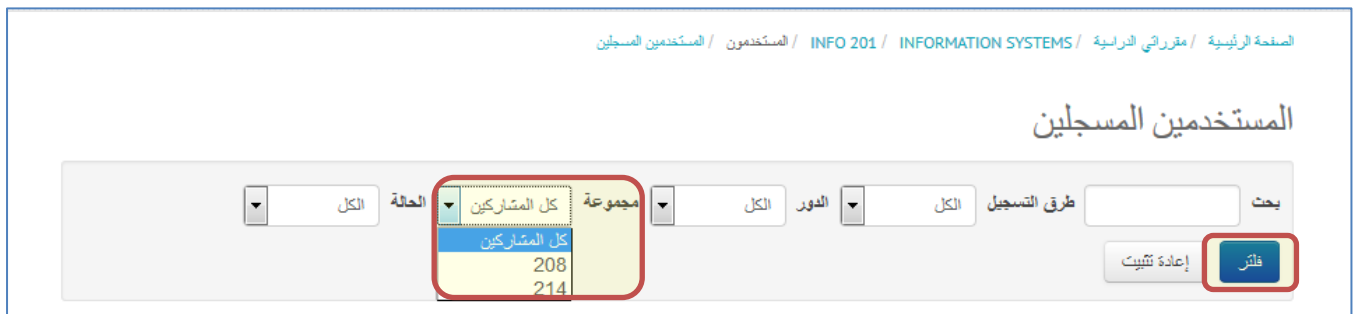 الصفحة الرئيسية / مقرراتي الدراسية / INFO 201 / INFORMATION SYSTEMS / المستخدمون / المستخدمين المسجلين
المستخدمين المسجلين
بحث طرق التسجيل الكل الدور الكل مجموعة كل المشاركين الحالة الكل
كل المشاركين
208
214
فلتر إعادة تثبيت